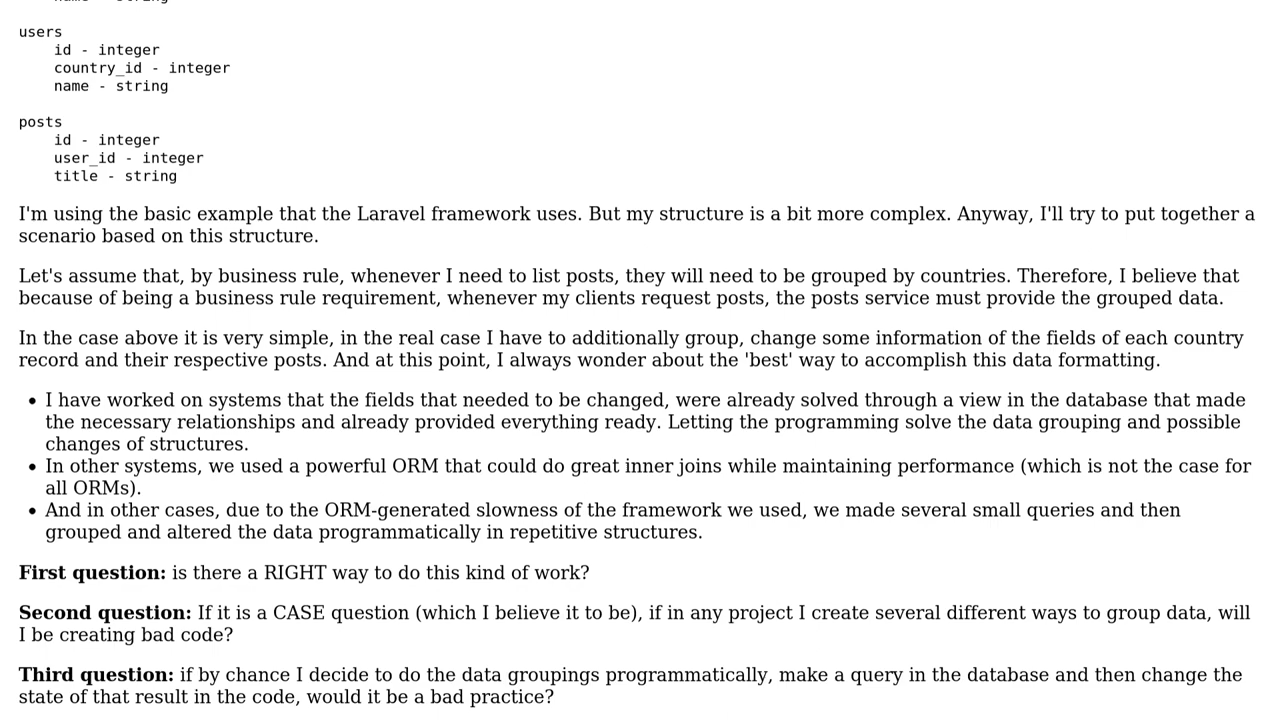 name - string
users
id - integer
country_id - integer
name - string
posts
id - integer
user_id - integer
title - string
I'm using the basic example that the Laravel framework uses. But my structure is a bit more complex. Anyway, I'll try to put together a
scenario based on this structure.
Let's assume that, by business rule, whenever I need to list posts, they will need to be grouped by countries. Therefore, I believe that
because of being a business rule requirement, whenever my clients request posts, the posts service must provide the grouped data.
In the case above it is very simple, in the real case I have to additionally group, change some information of the fields of each country
record and their respective posts. And at this point, I always wonder about the 'best' way to accomplish this data formatting.
• I have worked on systems that the fields that needed to be changed, were already solved through a view in the database that made
the necessary relationships and already provided everything ready. Letting the programming solve the data grouping and possible
changes of structures.
• In other systems, we used a powerful ORM that could do great inner joins while maintaining performance (which is not the case for
all ORMs).
• And in other cases, due to the ORM-generated slowness of the framework we used, we made several small queries and then
grouped and altered the data programmatically in repetitive structures.
First question: is there a RIGHT way to do this kind of work?
Second question: If it is a CASE question (which I believe it to be), if in any project I create several different ways to group data, will
I be creating bad code?
Third question: if by chance I decide to do the data groupings programmatically, make a query in the database and then change the
state of that result in the code, would it be a bad practice?